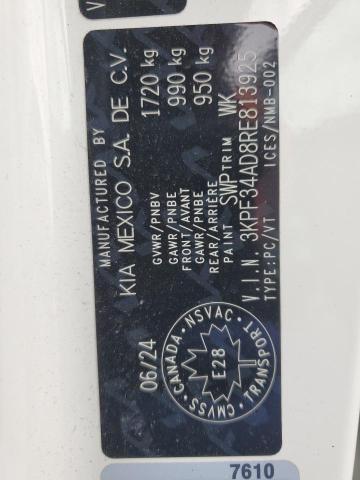 MANUFACTURED BY
KIA MEXICO S.A. DE C.V.
06/24
GVWR/PNBV 1720 kg
GAWR/PNBE
FRONT/AVANT 990 kg
GAWR/PNBE
REAR/ARRIÈRE 950 kg
PAINT SWP TRIM WK
V.I.N. 3KPF34AD8RE813925
TYPE:PC/VT ICES/NMB-002
CANADA · NSVAC · TRANSPORT · CMVSS ·
E28
7610
V